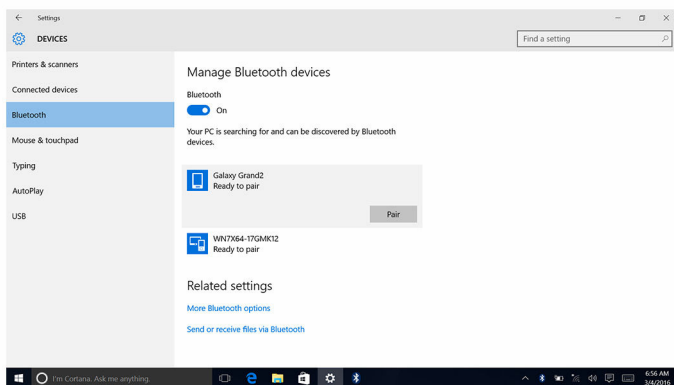 Settings
DEVICES
Find a setting
Printers & scanners
Connected devices
Bluetooth
Mouse & touchpad
Typing
AutoPlay
USB
Manage Bluetooth devices
Bluetooth
On
Your PC is searching for and can be discovered by Bluetooth
devices.
Galaxy Grand2
Ready to pair
Pair
WN7X64-17GMK12
Ready to pair
Related settings
More Bluetooth options
Send or receive files via Bluetooth
I'm Cortana. Ask me anything.
6:56 AM
3/4/2016